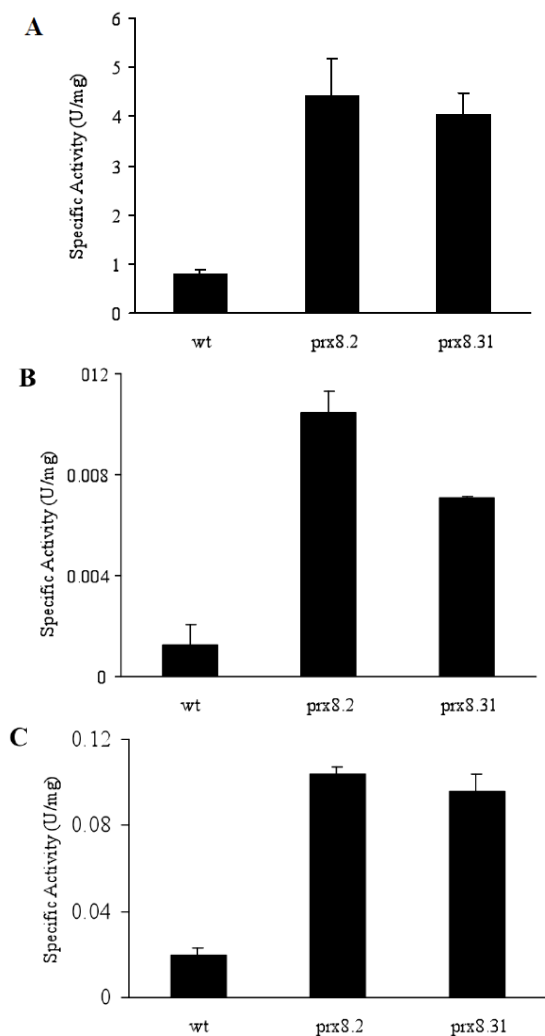 A
Specific Activity (U/mg)
6
5
4
3
2
1
0
wt
prx8.2
prx8.31
B
Specific Activity (U/mg)
012
0.008
0.004
0
wt
prx8.2
prx8.31
C
Specific Activity (U/mg)
0.12
0.08
0.04
0
wt
prx8.2
prx8.31